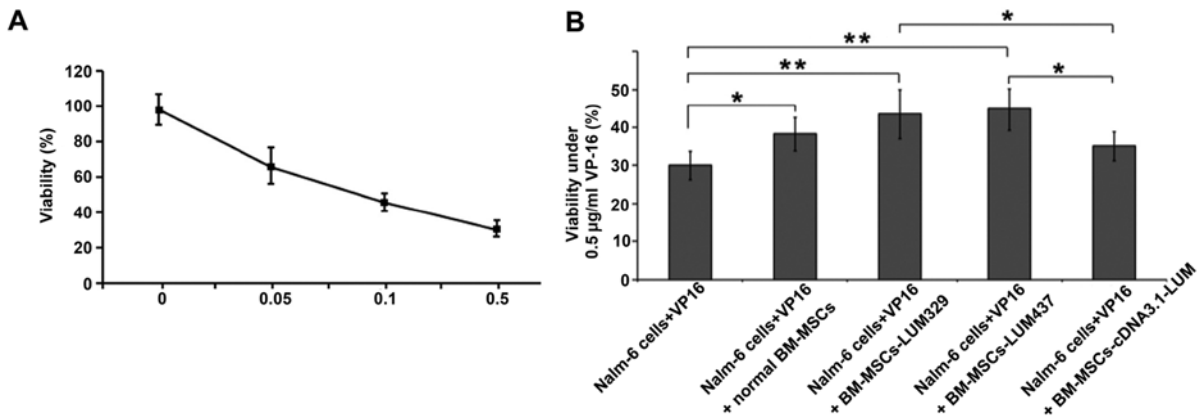 A
Viability (%)
120
100
80
60
40
20
0
0 0.05 0.1 0.5
B
Viability under
0.5 µg/ml VP-16 (%)
50
40
30
20
10
0
*
**
**
*
*
Nalm-6 cells+VP16
Nalm-6 cells+VP16
+ normal BM-MSCs
Nalm-6 cells+VP16
+ BM-MSCs-LUM329
Nalm-6 cells+VP16
+ BM-MSCs-LUM437
Nalm-6 cells+VP16
+ BM-MSCs-cDNA3.1-LUM